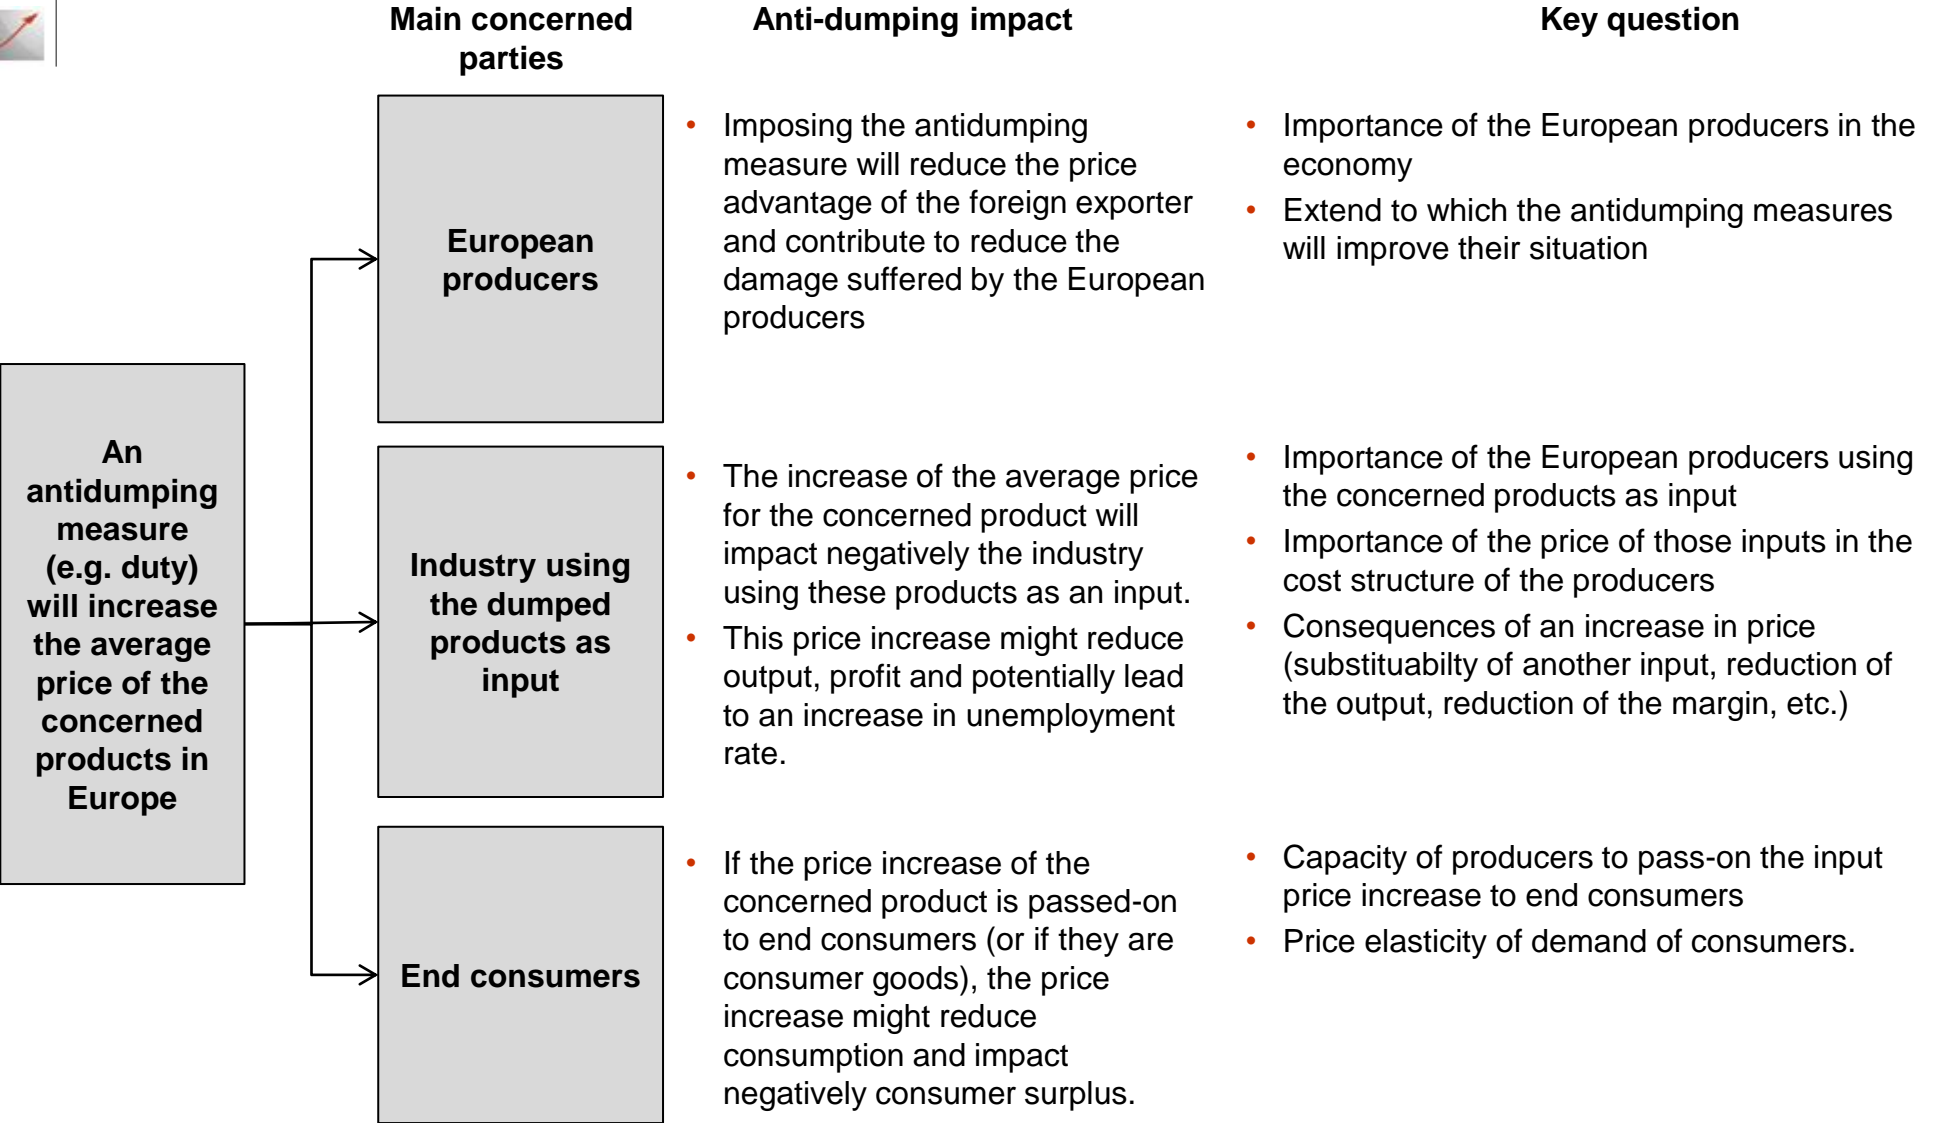 Main concerned
parties
Anti-dumping impact
Key question
An
antidumping
measure
(e.g. duty)
will increase
the average
price of the
concerned
products in
Europe
European
producers
• Imposing the antidumping
measure will reduce the price
advantage of the foreign exporter
and contribute to reduce the
damage suffered by the European
producers
• Importance of the European producers in the
economy
• Extend to which the antidumping measures
will improve their situation
Industry using
the dumped
products as
input
• The increase of the average price
for the concerned product will
impact negatively the industry
using these products as an input.
• This price increase might reduce
output, profit and potentially lead
to an increase in unemployment
rate.
• Importance of the European producers using
the concerned products as input
• Importance of the price of those inputs in the
cost structure of the producers
• Consequences of an increase in price
(substituabilty of another input, reduction of
the output, reduction of the margin, etc.)
End consumers
• If the price increase of the
concerned product is passed-on
to end consumers (or if they are
consumer goods), the price
increase might reduce
consumption and impact
negatively consumer surplus.
• Capacity of producers to pass-on the input
price increase to end consumers
• Price elasticity of demand of consumers.